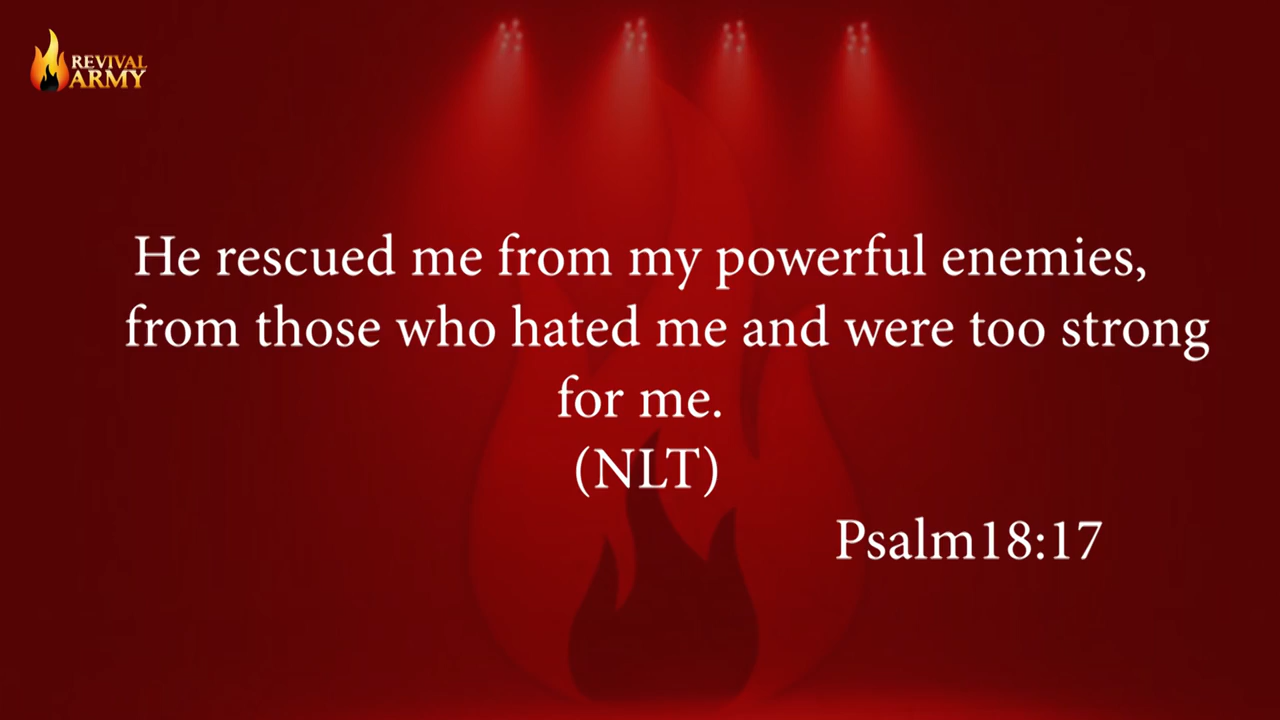 REVIVAL
ARMY
He rescued me from my powerful enemies,
from those who hated me and were too strong
for me.
(NLT)
Psalm18:17